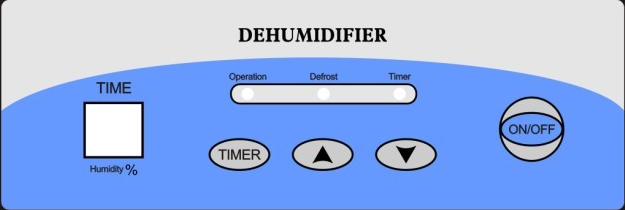 DEHUMIDIFIER
Operation Defrost Timer
TIME
ON/OFF
TIMER
Humidity %